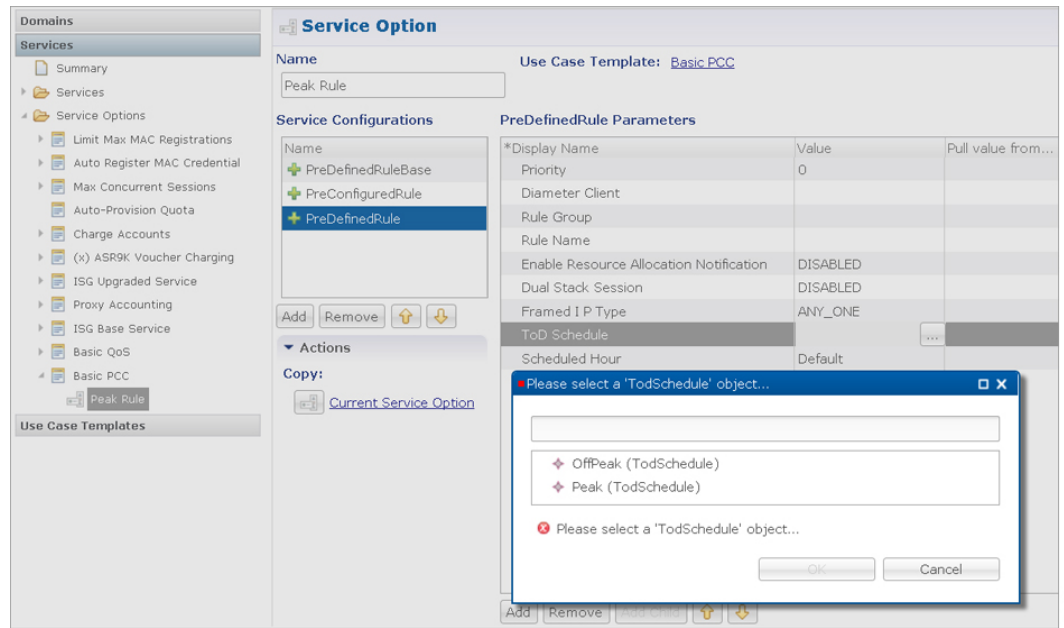 Domains
Services
Summary
Services
Service Options
Limit Max MAC Registrations
Auto Register MAC Credential
Max Concurrent Sessions
Auto-Provision Quota
Charge Accounts
(x) ASR9K Voucher Charging
ISG Upgraded Service
Proxy Accounting
ISG Base Service
Basic QoS
Basic PCC
Peak Rule
Use Case Templates
Service Option
Name
Use Case Template: Basic PCC
Peak Rule
Service Configurations
Name
PreDefinedRuleBase
PreConfiguredRule
PreDefinedRule
Add Remove
Actions
Copy:
Current Service Option
PreDefinedRule Parameters
*Display Name Value Pull value from...
Priority 0
Diameter Client
Rule Group
Rule Name
Enable Resource Allocation Notification DISABLED
Dual Stack Session DISABLED
Framed I P Type ANY_ONE
ToD Schedule ...
Scheduled Hour Default
Please select a 'TodSchedule' object...
OffPeak (TodSchedule)
Peak (TodSchedule)
Please select a 'TodSchedule' object...
OK Cancel
Add Remove Add Child